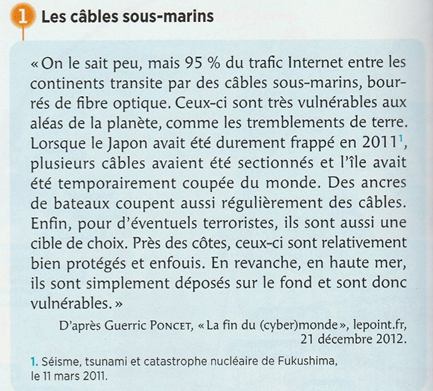 1 Les câbles sous-marins
« On le sait peu, mais 95 % du trafic Internet entre les
continents transite par des câbles sous-marins, bour-
rés de fibre optique. Ceux-ci sont très vulnérables aux
aléas de la planète, comme les tremblements de terre.
Lorsque le Japon avait été durement frappé en 2011¹,
plusieurs câbles avaient été sectionnés et l'île avait
été temporairement coupée du monde. Des ancres
de bateaux coupent aussi régulièrement des câbles.
Enfin, pour d'éventuels terroristes, ils sont aussi une
cible de choix. Près des côtes, ceux-ci sont relativement
bien protégés et enfouis. En revanche, en haute mer,
ils sont simplement déposés sur le fond et sont donc
vulnérables. »
D'après Guerric PONCET, « La fin du (cyber)monde », lepoint.fr,
21 décembre 2012.
1. Séisme, tsunami et catastrophe nucléaire de Fukushima,
le 11 mars 2011.